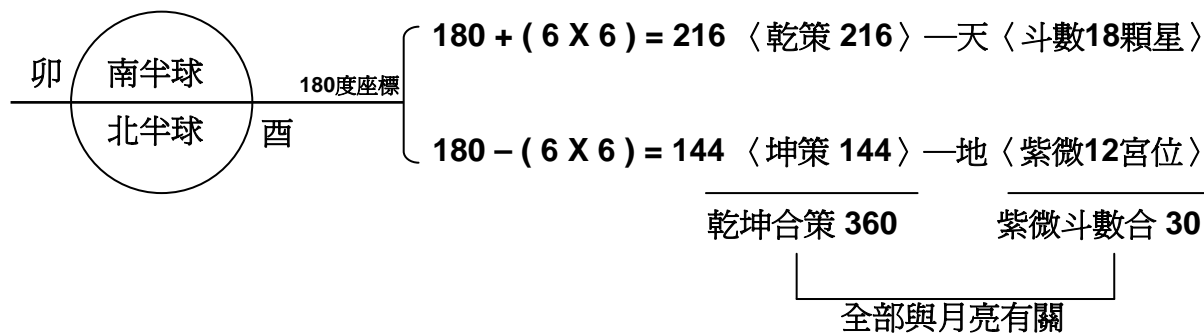 180 + ( 6 X 6 ) = 216 〈乾策 216〉—天〈斗數18顆星〉
卯
南半球
180度座標
北半球
酉
180 – ( 6 X 6 ) = 144 〈坤策 144〉—地〈紫微12宮位〉
乾坤合策 360
紫微斗數合 30
全部與月亮有關